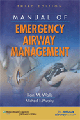 MANUAL OF
EMERGENCY
AIRWAY
MANAGEMENT
Ron M. Walls
Michael F. Murphy